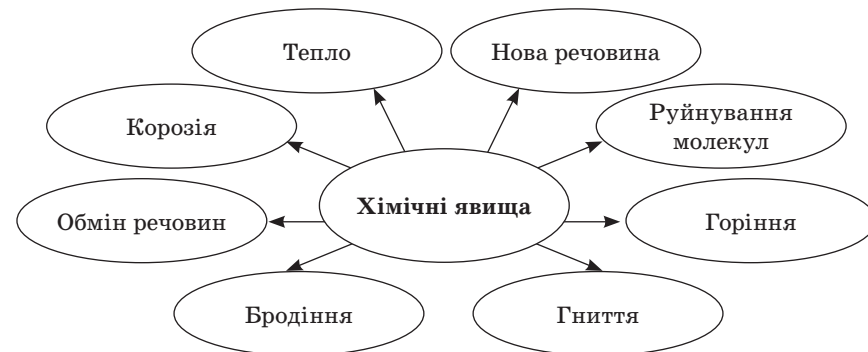 Тепло
Нова речовина
Корозія
Руйнування
молекул
Хімічні явища
Обмін речовин
Горіння
Бродіння
Гниття